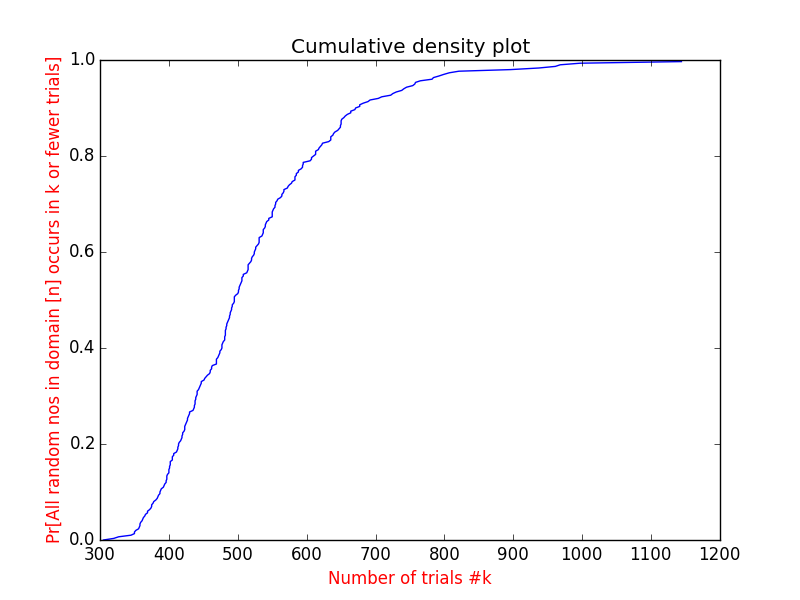 Cumulative density plot
Pr[All random nos in domain [n] occurs in k or fewer trials]
1.0
0.8
0.6
0.4
0.2
0.0
300 400 500 600 700 800 900 1000 1100 1200
Number of trials #k